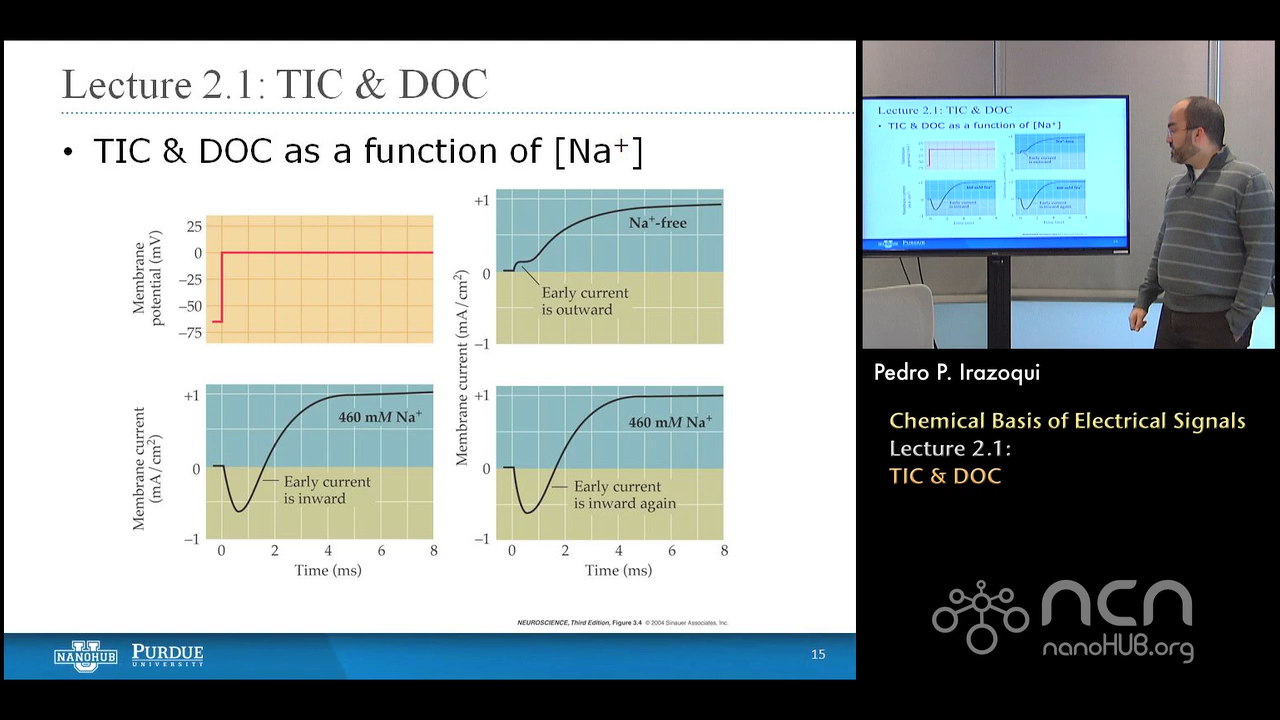 Lecture 2.1: TIC & DOC
• TIC & DOC as a function of [Na⁺]
Membrane
potential (mV)
25
0
−25
−50
−75
Membrane current
(mA/cm²)
+1
0
−1
460 mM Na⁺
Early current
is inward
0 2 4 6 8
Time (ms)
Membrane current (mA/cm²)
+1
0
−1
Na⁺-free
Early current
is outward
+1
0
−1
460 mM Na⁺
Early current
is inward again
0 2 4 6 8
Time (ms)
NEUROSCIENCE, Third Edition, Figure 3.4 © 2004 Sinauer Associates, Inc.
NANOHUB
U
PURDUE
UNIVERSITY
15
Lecture 2.1: TIC & DOC
• TIC & DOC as a function of [Na⁺]
Pedro P. Irazoqui
Chemical Basis of Electrical Signals
Lecture 2.1:
TIC & DOC
ncn
nanoHUB.org